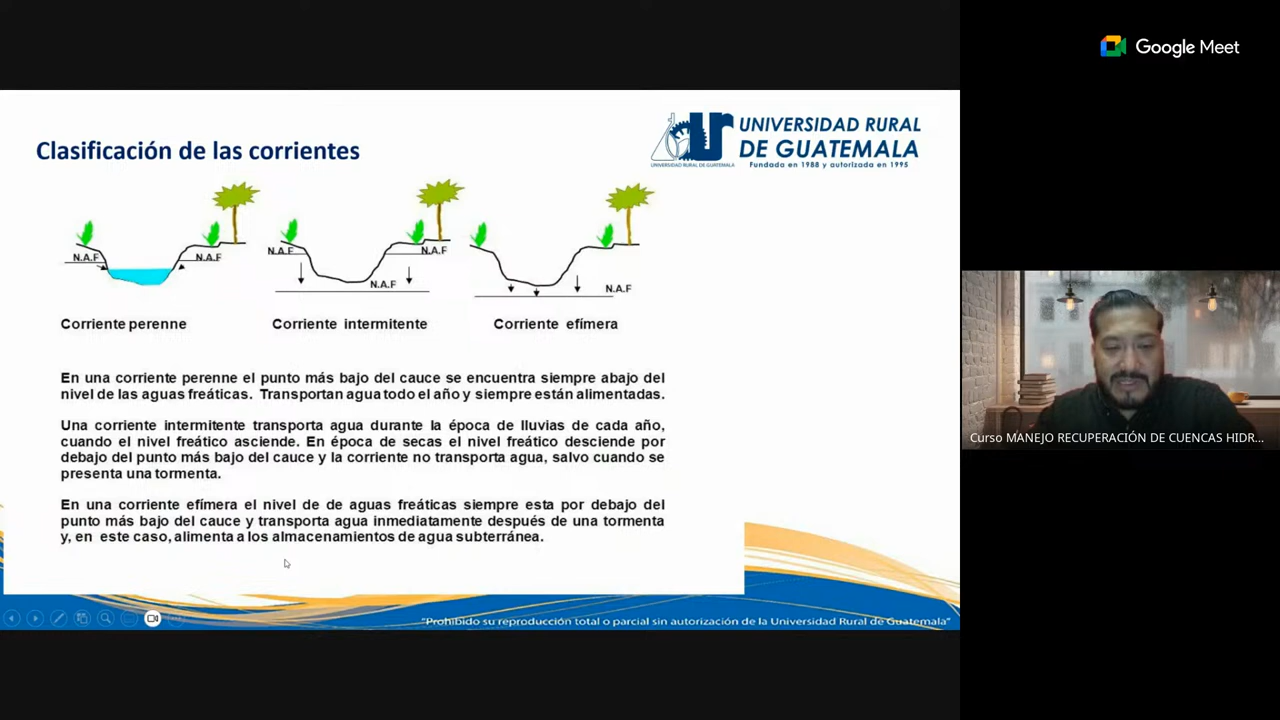 Google Meet
Clasificación de las corrientes
UNIVERSIDAD RURAL
DE GUATEMALA
Fundada en 1988 y autorizada en 1995
UNIVERSIDAD RURAL DE GUATEMALA
N.A.F
N.A.F
N.A.F
N.A.F
N.A.F
N.A.F
Corriente perenne
Corriente intermitente
Corriente efímera
En una corriente perenne el punto más bajo del cauce se encuentra siempre abajo del
nivel de las aguas freáticas. Transportan agua todo el año y siempre están alimentadas.
Una corriente intermitente transporta agua durante la época de lluvias de cada año,
cuando el nivel freático asciende. En época de secas el nivel freático desciende por
debajo del punto más bajo del cauce y la corriente no transporta agua, salvo cuando se
presenta una tormenta.
En una corriente efímera el nivel de de aguas freáticas siempre esta por debajo del
punto más bajo del cauce y transporta agua inmediatamente después de una tormenta
y, en este caso, alimenta a los almacenamientos de agua subterránea.
"Prohibido su reproducción total o parcial sin autorización de la Universidad Rural de Guatemala"
Curso MANEJO RECUPERACIÓN DE CUENCAS HIDR...